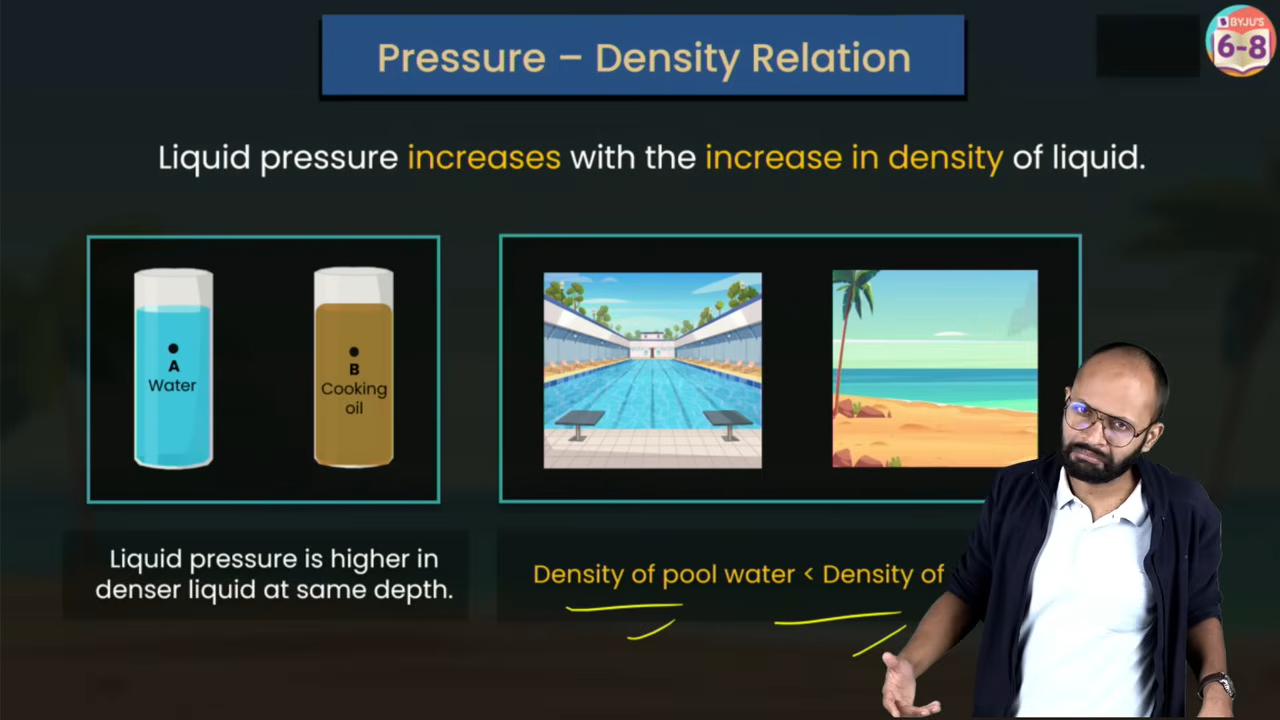 Pressure – Density Relation
BYJU'S
6-8
Liquid pressure increases with the increase in density of liquid.
A
Water
B
Cooking
oil
Liquid pressure is higher in
denser liquid at same depth.
Density of pool water < Density of